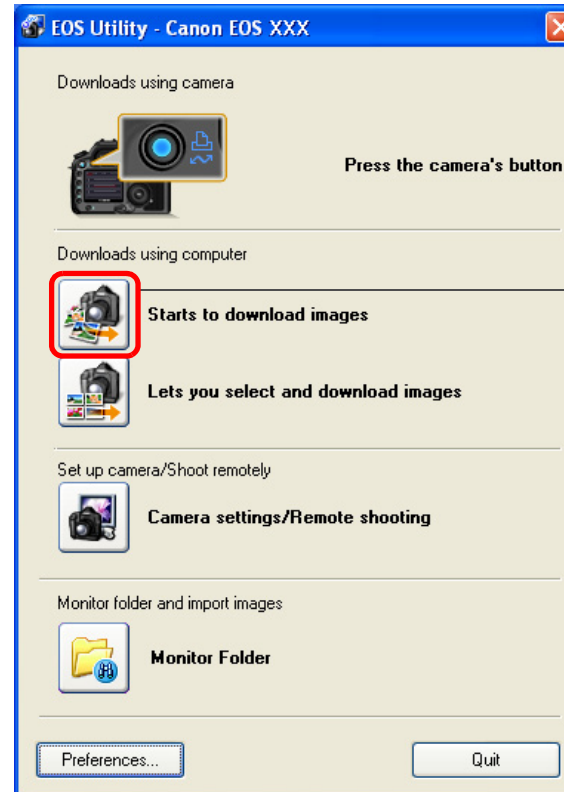 EOS Utility - Canon EOS XXX
Downloads using camera
Press the camera's button
Downloads using computer
Starts to download images
Lets you select and download images
Set up camera/Shoot remotely
Camera settings/Remote shooting
Monitor folder and import images
Monitor Folder
Preferences...
Quit